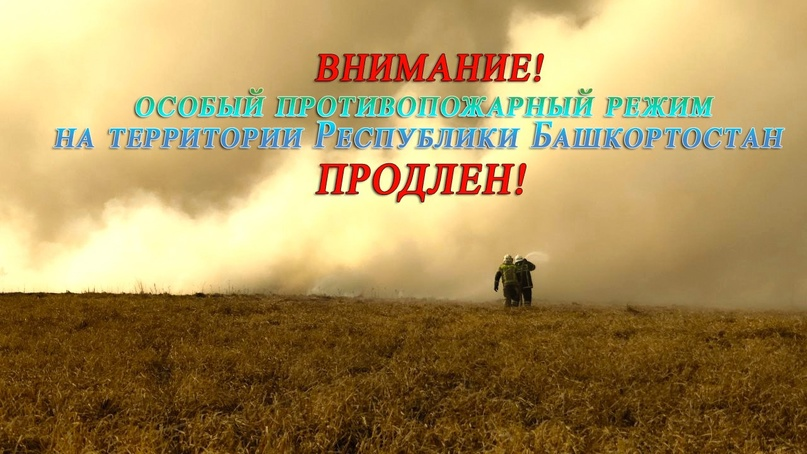 ВНИМАНИЕ!
ОСОБЫЙ ПРОТИВОПОЖАРНЫЙ РЕЖИМ
НА ТЕРРИТОРИИ РЕСПУБЛИКИ БАШКОРТОСТАН
ПРОДЛЕН!